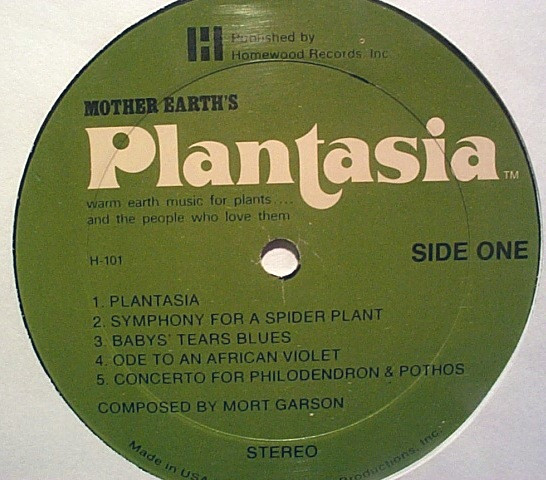 Published by
Homewood Records, Inc.
MOTHER EARTH'S
Plantasia TM
warm earth music for plants....
and the people who love them
H-101
SIDE ONE
1. PLANTASIA
2. SYMPHONY FOR A SPIDER PLANT
3. BABYS' TEARS BLUES
4. ODE TO AN AFRICAN VIOLET
5. CONCERTO FOR PHILODENDRON & POTHOS
COMPOSED BY MORT GARSON
STEREO
Made in USA
Productions, Inc.